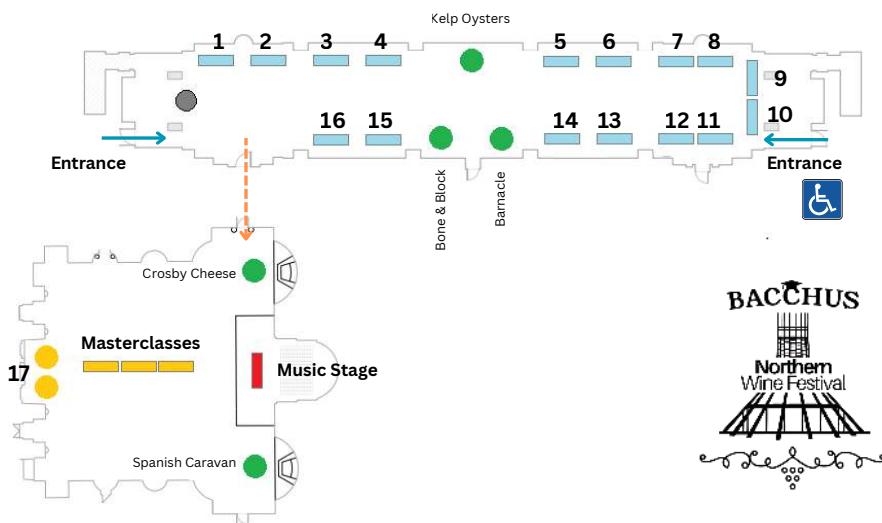 Kelp Oysters
1 2 3 4 5 6 7 8
9
10
16 15 14 13 12 11
Entrance
Entrance
Bone & Block
Barnacle
Crosby Cheese
Masterclasses
17
Music Stage
Spanish Caravan
BACCHUS
Northern
Wine Festival